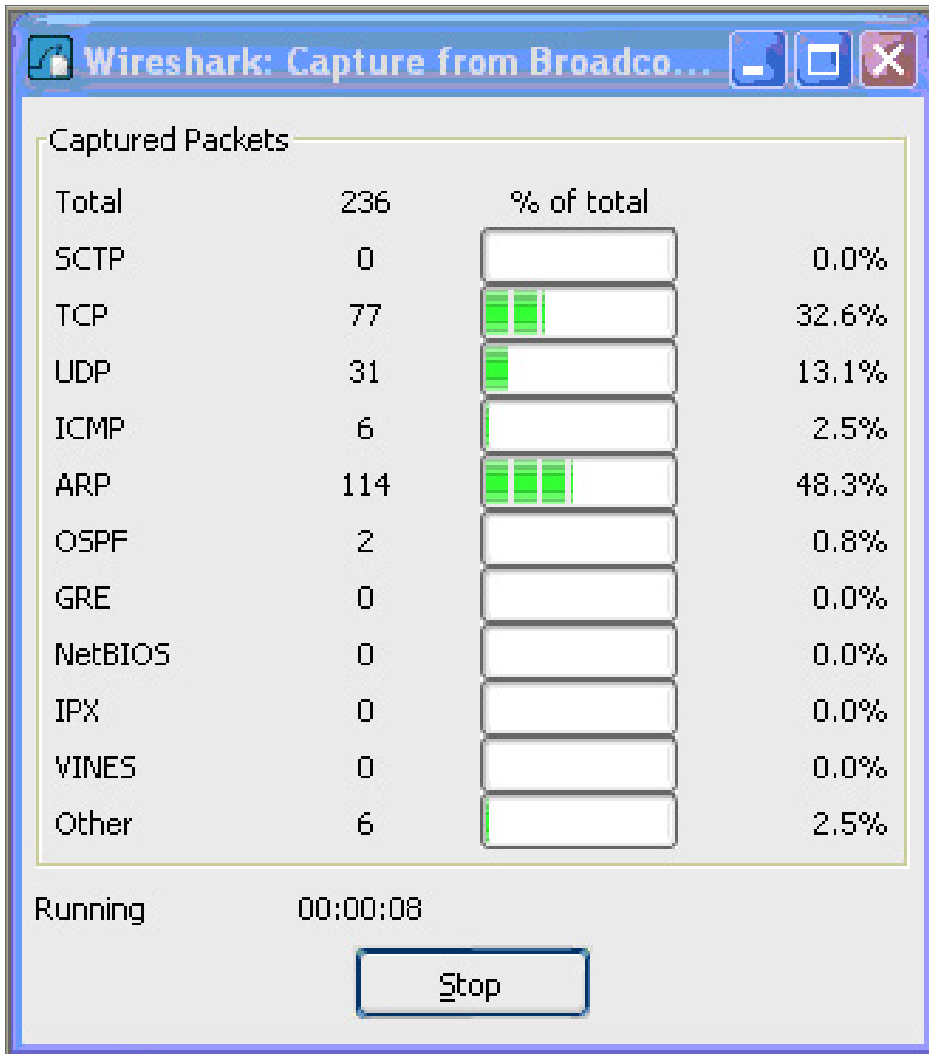 Wireshark: Capture from Broadco...
Captured Packets
Total 236 % of total
SCTP 0 0.0%
TCP 77 32.6%
UDP 31 13.1%
ICMP 6 2.5%
ARP 114 48.3%
OSPF 2 0.8%
GRE 0 0.0%
NetBIOS 0 0.0%
IPX 0 0.0%
VINES 0 0.0%
Other 6 2.5%
Running 00:00:08
Stop